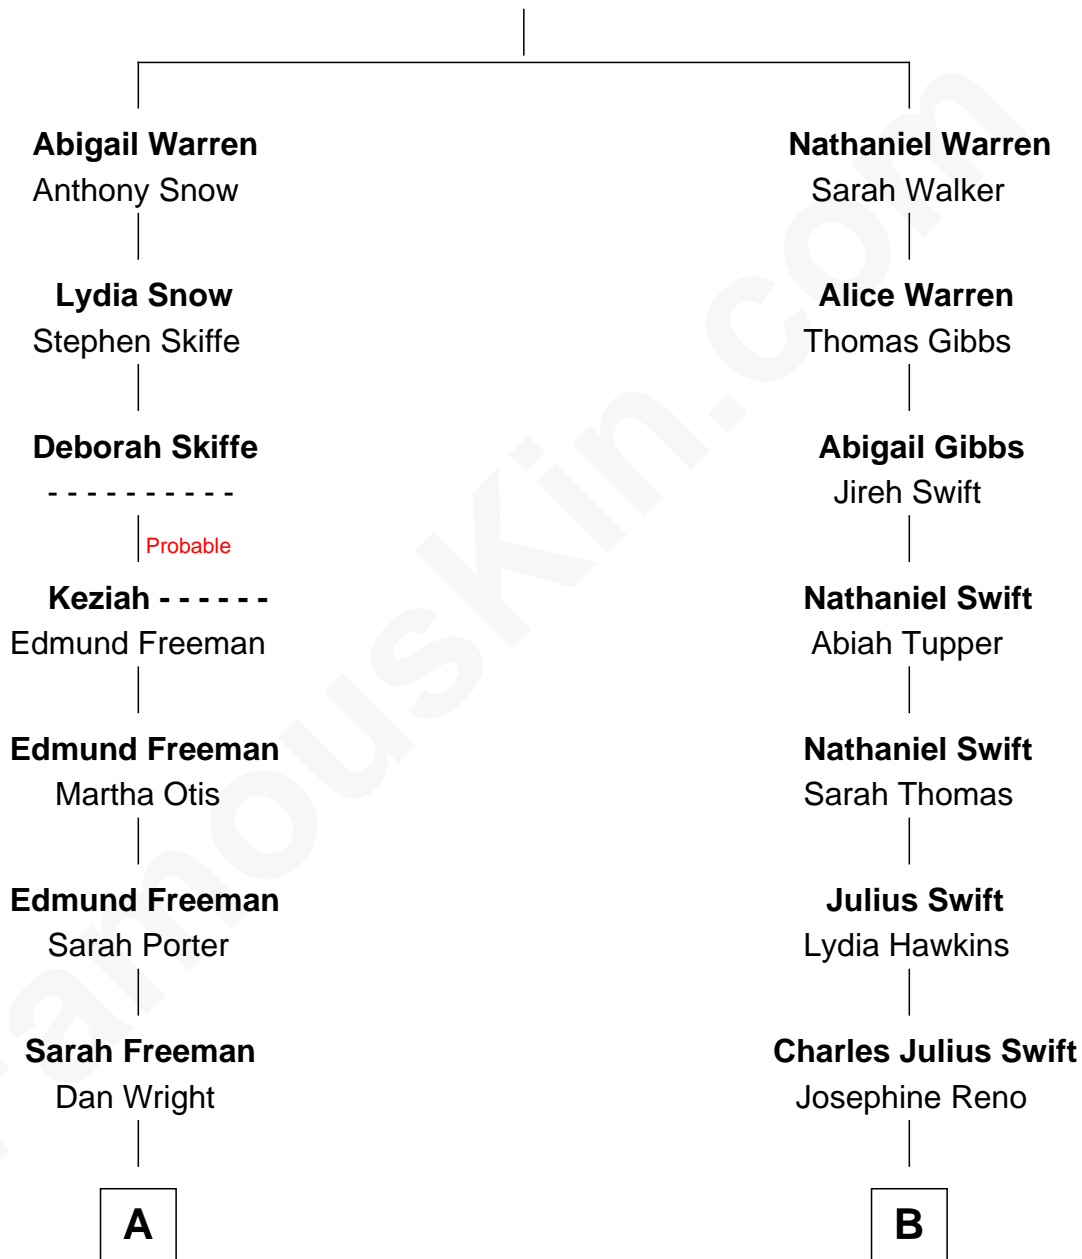 Abigail Warren
Anthony Snow
Nathaniel Warren
Sarah Walker
Lydia Snow
Stephen Skiffe
Alice Warren
Thomas Gibbs
Deborah Skiffe
- - - - - - - - - -
Abigail Gibbs
Jireh Swift
Probable
Keziah - - - - - -
Edmund Freeman
Nathaniel Swift
Abiah Tupper
Edmund Freeman
Martha Otis
Nathaniel Swift
Sarah Thomas
Edmund Freeman
Sarah Porter
Julius Swift
Lydia Hawkins
Sarah Freeman
Dan Wright
Charles Julius Swift
Josephine Reno
A
B
FamousKin.com